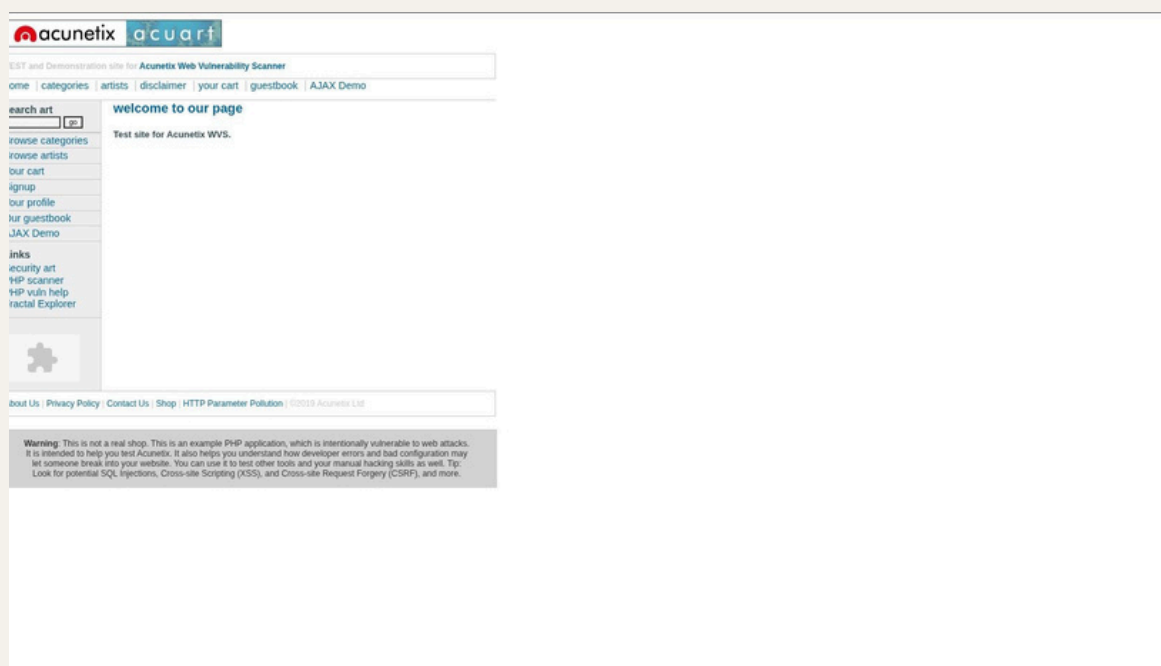 acunetix acuart
EST and Demonstration site for Acunetix Web Vulnerability Scanner
ome | categories | artists | disclaimer | your cart | guestbook | AJAX Demo
earch art
go
rowse categories
rowse artists
our cart
ignup
our profile
ur guestbook
JAX Demo
inks
ecurity art
HP scanner
HP vuln help
ractal Explorer
welcome to our page
Test site for Acunetix WVS.
bout Us | Privacy Policy | Contact Us | Shop | HTTP Parameter Pollution | ©2019 Acunetix Ltd
Warning: This is not a real shop. This is an example PHP application, which is intentionally vulnerable to web attacks.
It is intended to help you test Acunetix. It also helps you understand how developer errors and bad configuration may
let someone break into your website. You can use it to test other tools and your manual hacking skills as well. Tip:
Look for potential SQL Injections, Cross-site Scripting (XSS), and Cross-site Request Forgery (CSRF), and more.